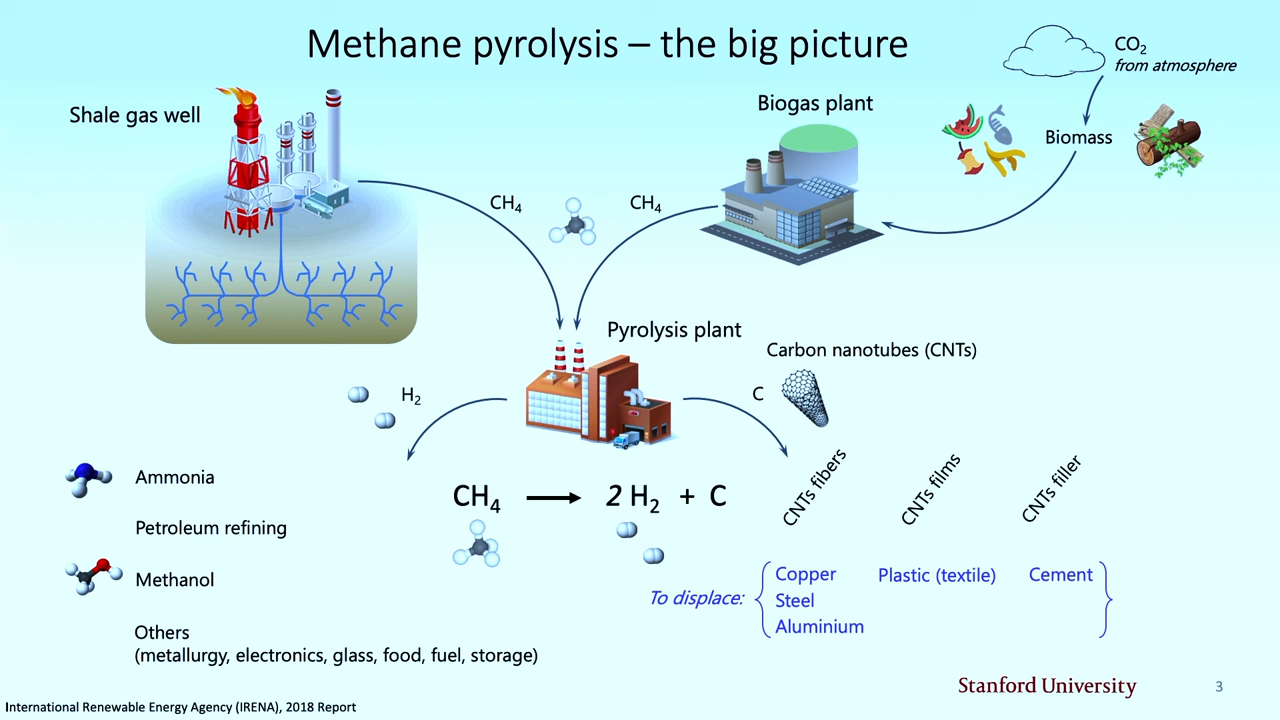 Methane pyrolysis – the big picture
CO2
from atmosphere
Shale gas well
Biogas plant
Biomass
CH4
CH4
Pyrolysis plant
Carbon nanotubes (CNTs)
H2
C
CNTs fibers
CNTs films
CNTs filler
Ammonia
CH4 → 2 H2 + C
Petroleum refining
Methanol
To displace:
Copper
Plastic (textile)
Cement
Steel
Aluminium
Others
(metallurgy, electronics, glass, food, fuel, storage)
Stanford University
3
International Renewable Energy Agency (IRENA), 2018 Report